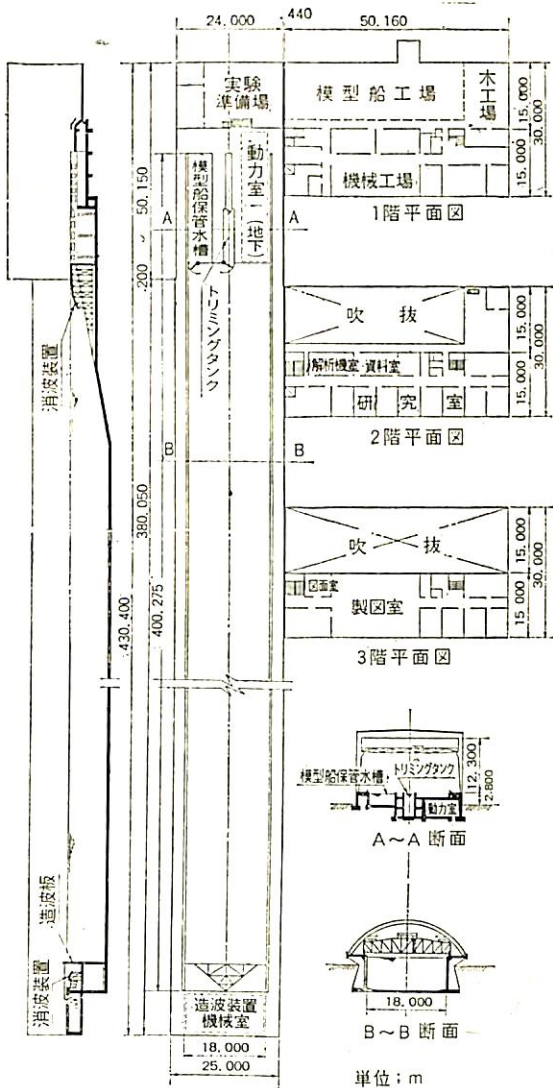 24.000
.440
50.160
実験
準備場
模型船工場
木工場
15,000
15,000
30,000
機械工場
1階平面図
模型船保管水槽
動力室(地下)
A
A
トリミングタンク
50.150
.200
消波装置
吹抜
解析機室・資料室
研究室
15,000
15,000
2階平面図
B
B
380.050
400.275
430.400
吹抜
図面室
製図室
15,000
15,000
30,000
3階平面図
模型船保管水槽
トリミングタンク
動力室
12,300
2.800
A~A断面
造波板
消波装置
造波装置
機械室
18.000
25.000
18.000
B~B断面
単位;m